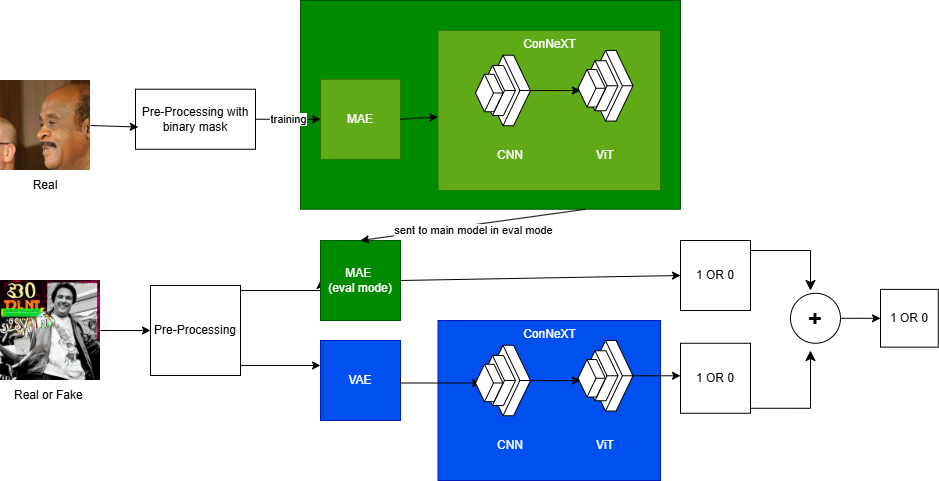 ConNeXT
Pre-Processing with
binary mask
training
MAE
CNN
ViT
Real
sent to main model in eval mode
MAE
(eval mode)
1 OR 0
Pre-Processing
+
1 OR 0
ConNeXT
VAE
1 OR 0
Real or Fake
CNN
ViT